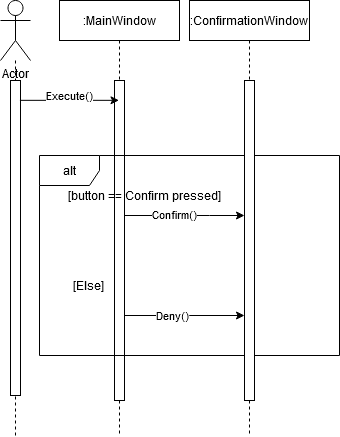 :MainWindow
:ConfirmationWindow
Actor
Execute()
alt
[button == Confirm pressed]
Confirm()
[Else]
Deny()